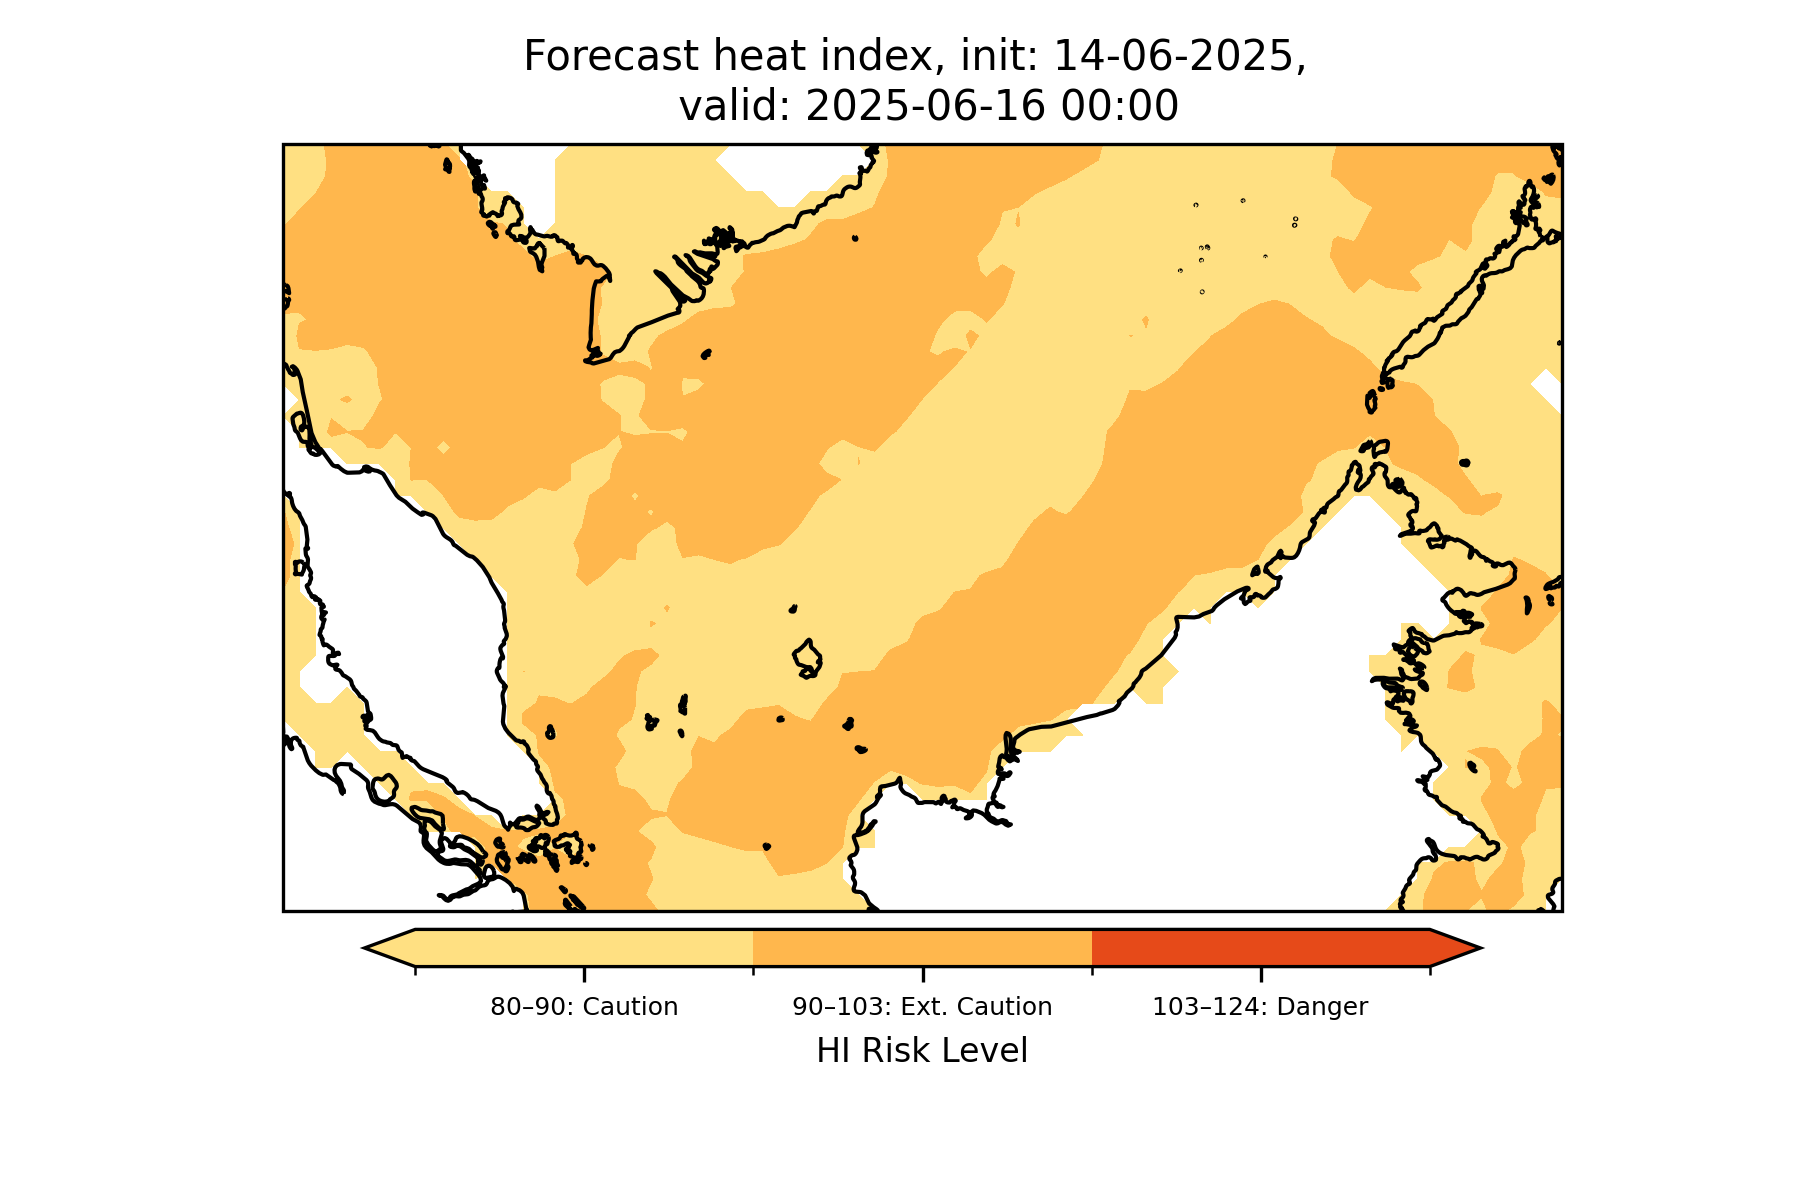 Forecast heat index, init: 14-06-2025,
valid: 2025-06-16 00:00
80–90: Caution
90–103: Ext. Caution
103–124: Danger
HI Risk Level